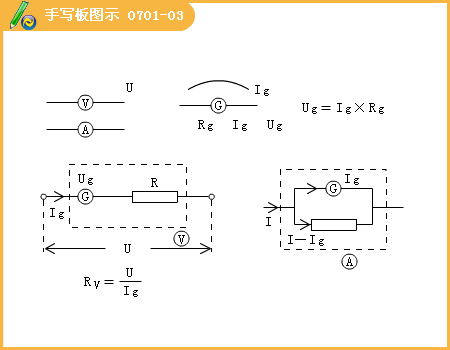 手写板图示 0701-03
U
V
A
Ig
G
Rg Ig Ug
Ug=Ig×Rg
Ug
R
G
Ig
V
U
Rv=U/Ig
Ig
G
I
I-Ig
A